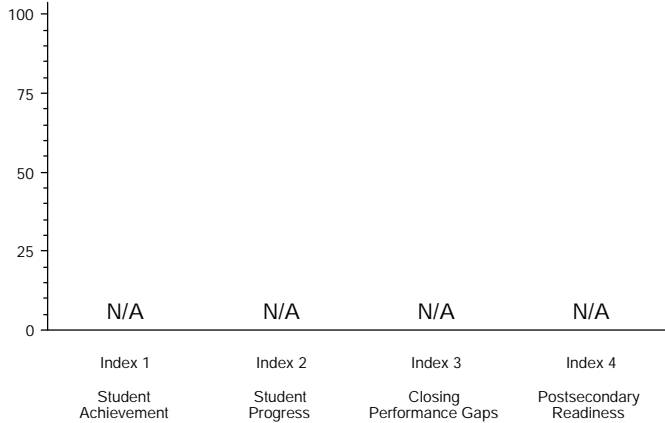 100
75
50
25
0
N/A N/A N/A N/A
Index 1 Index 2 Index 3 Index 4
Student Student Closing Postsecondary
Achievement Progress Performance Gaps Readiness